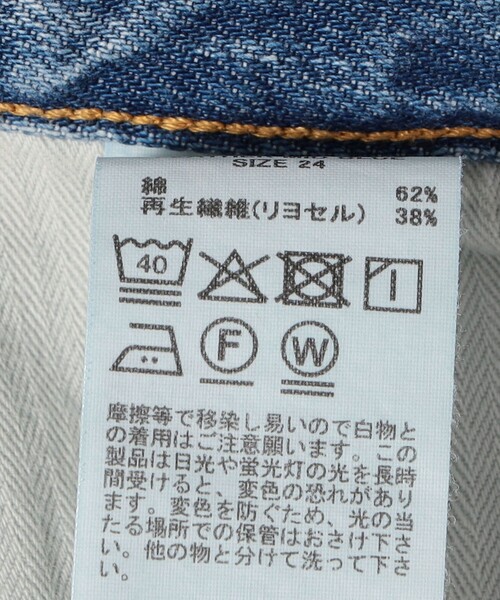 SIZE 24
綿 62%
再生繊維(リヨセル) 38%
40
F W
摩擦等で移染し易いので白物と
の着用はご注意願います。この
製品は日光や蛍光灯の光を長時
間受けると、変色の恐れがあり
ます。変色を防ぐため、光の当
たる場所での保管はおさけ下さ
い。他の物と分けて洗って下さ
い。